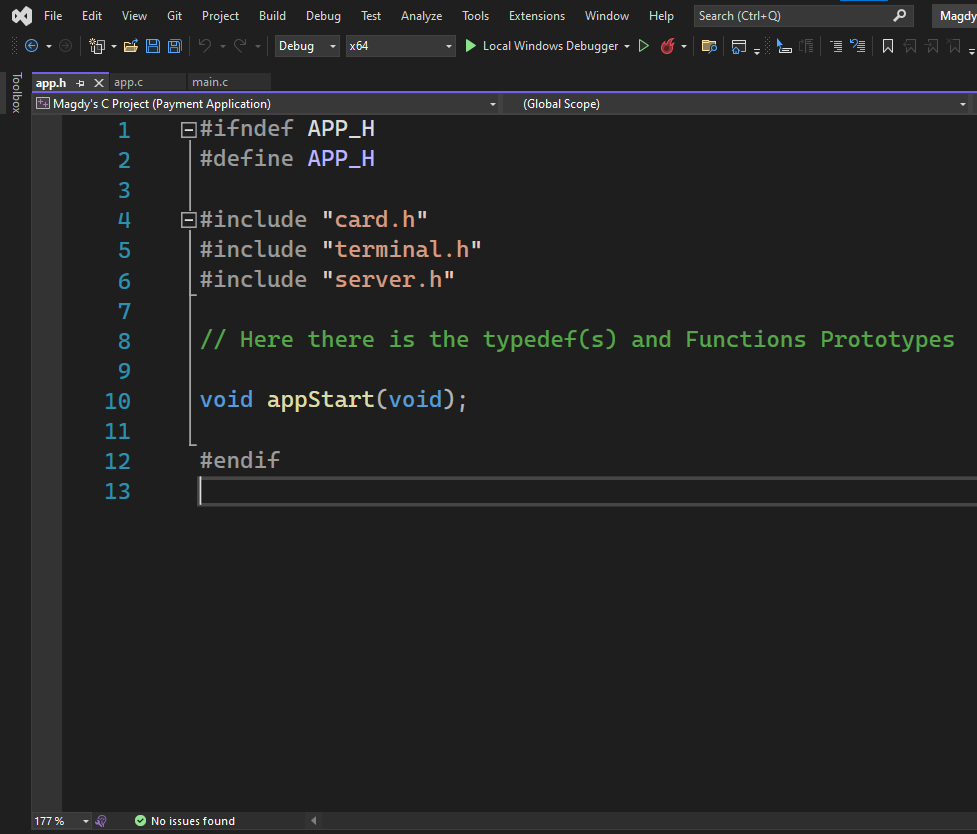 File Edit View Git Project Build Debug Test Analyze Tools Extensions Window Help Search (Ctrl+Q) Magdy
Debug x64 Local Windows Debugger
Toolbox
app.h app.c main.c
Magdy's C Project (Payment Application) (Global Scope)
1 #ifndef APP_H
2 #define APP_H
3
4 #include "card.h"
5 #include "terminal.h"
6 #include "server.h"
7
8 // Here there is the typedef(s) and Functions Prototypes
9
10 void appStart(void);
11
12 #endif
13
177 % No issues found